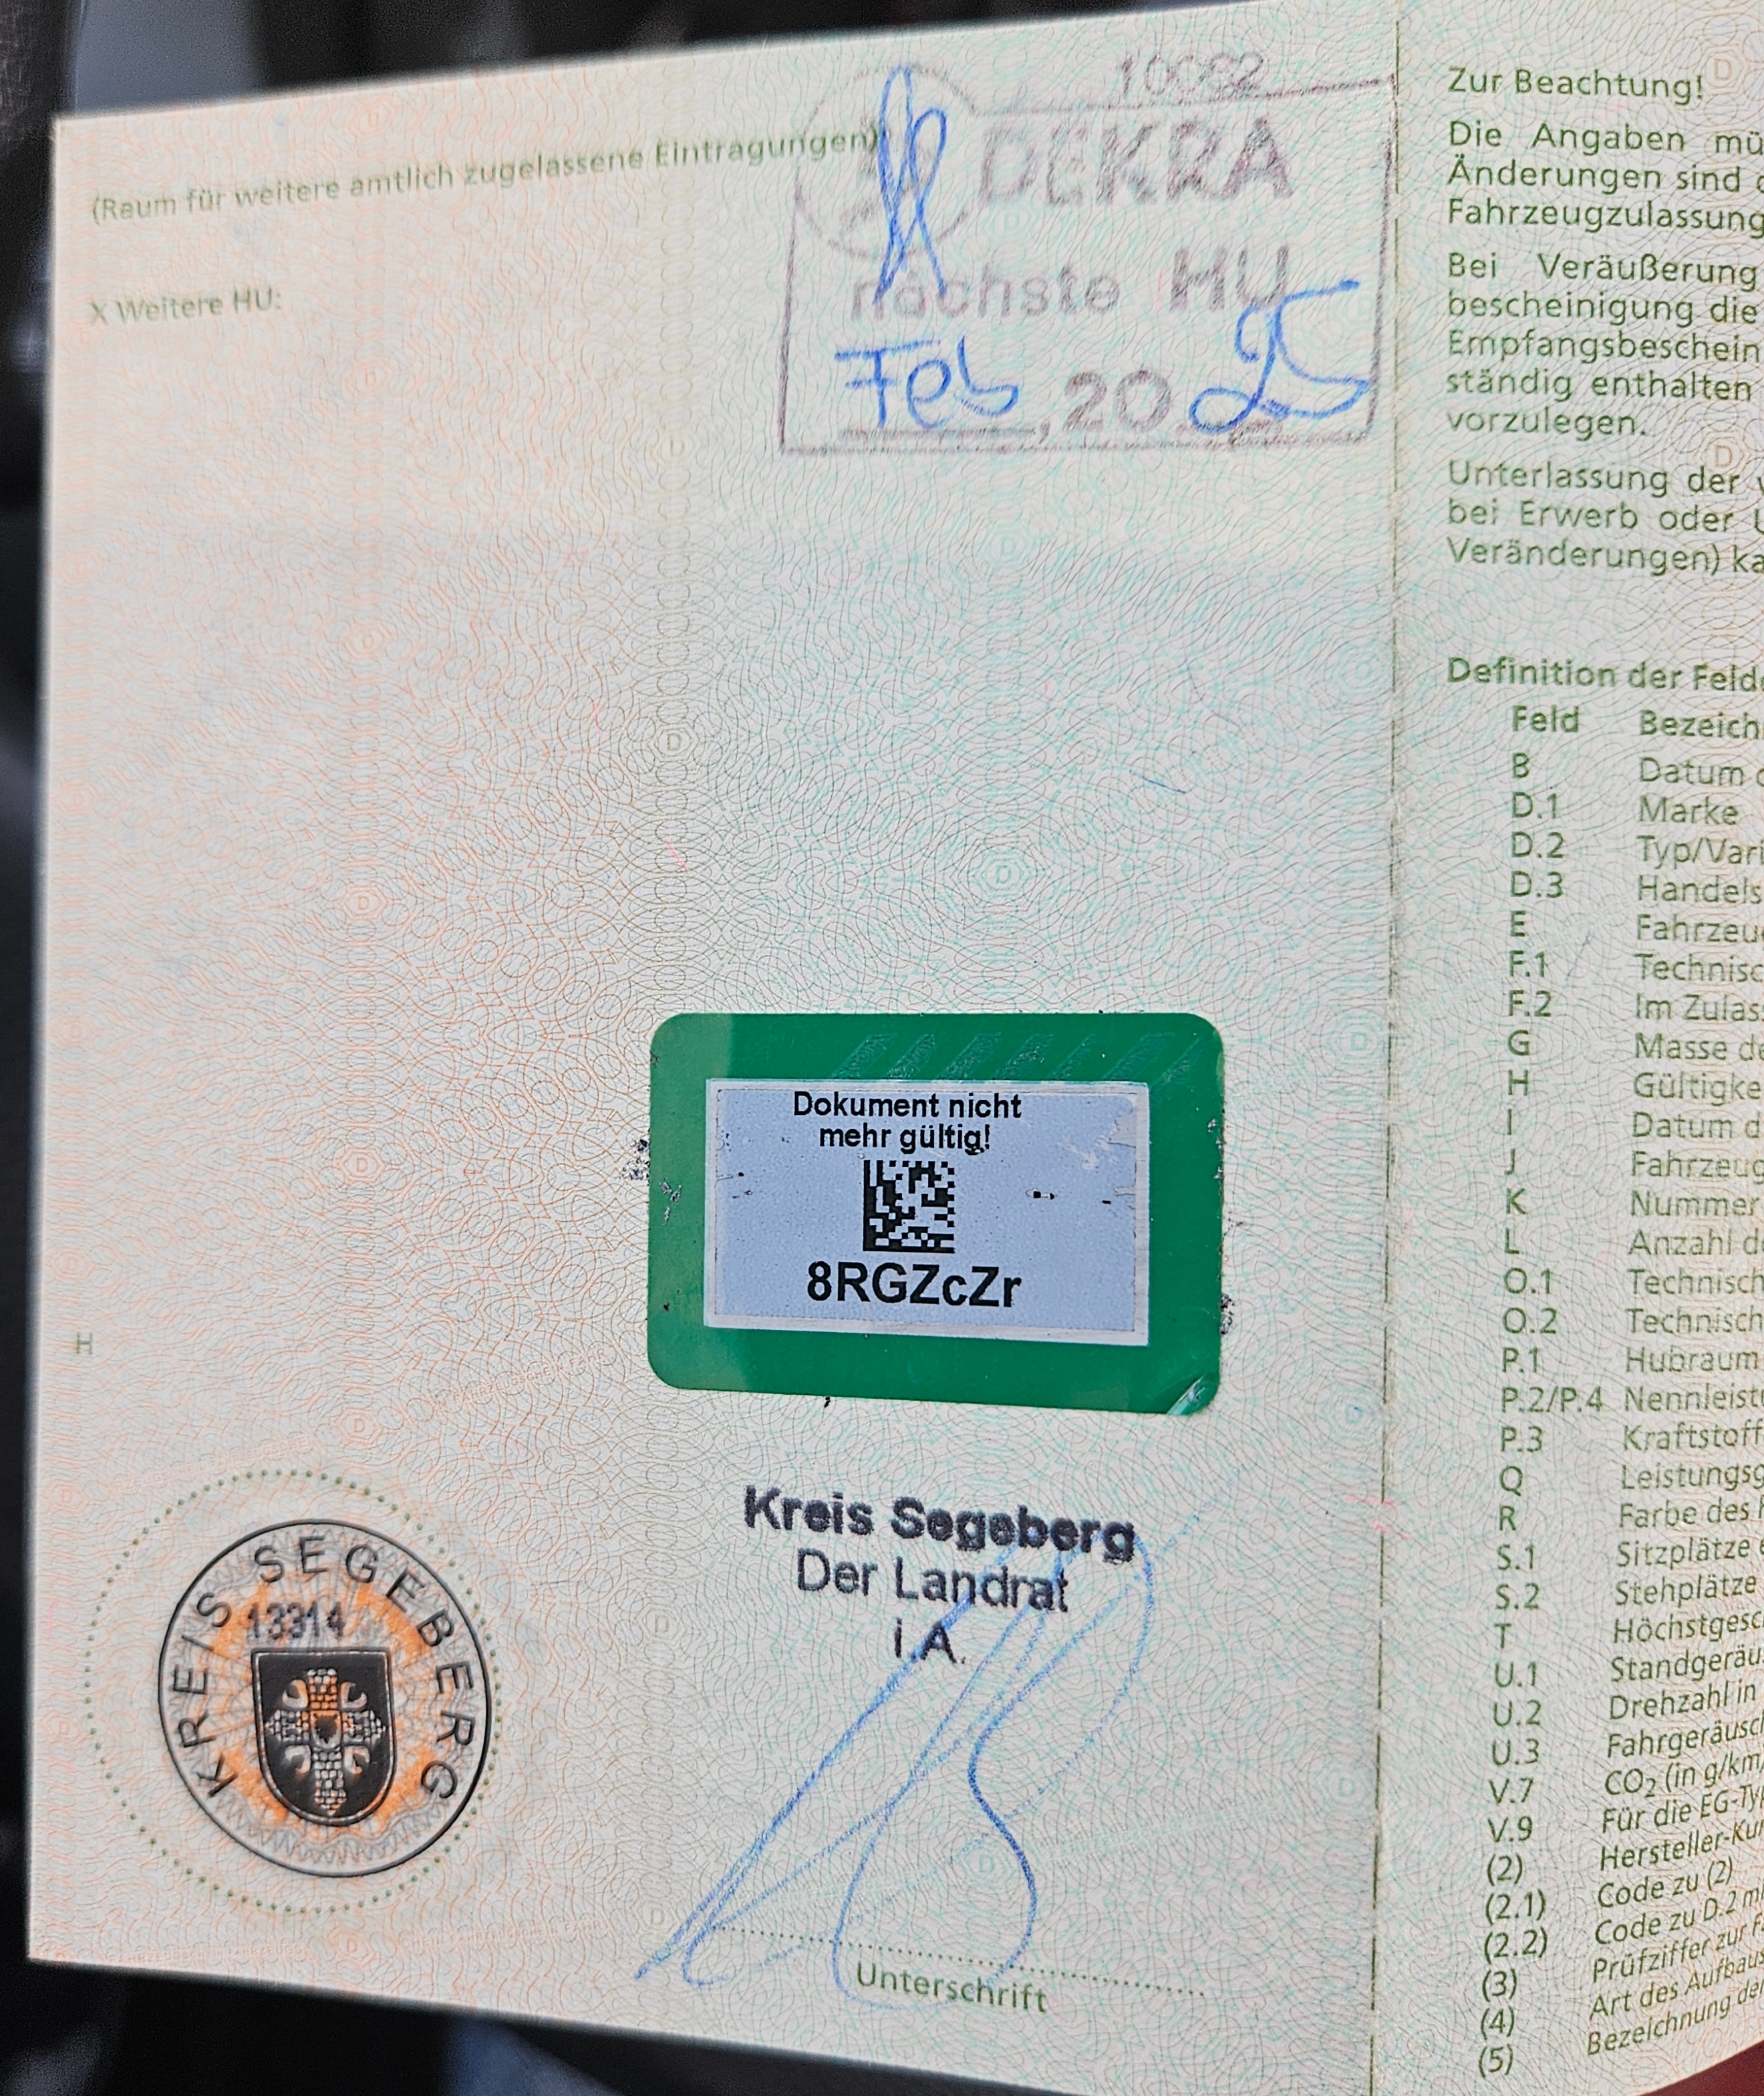 (Raum für weitere amtlich zugelassene Eintragungen)
X Weitere HU:
DEKRA
nächste HU
Feb, 2025
Dokument nicht
mehr gültig!
8RGZcZr
H
KREIS SEGEBERG
13314
Kreis Segeberg
Der Landrat
i.A.
Unterschrift
Zur Beachtung!
Die Angaben mü
Änderungen sind
Fahrzeugzulassung
Bei Veräußerung
bescheinigung die
Empfangsbeschein
ständig enthalten
vorzulegen.
Unterlassung der
bei Erwerb oder
Veränderungen) ka
Definition der Feld
Feld Bezeich
B Datum
D.1 Marke
D.2 Typ/Vari
D.3 Handels
E Fahrzeu
F.1 Technisc
F.2 Im Zulas
G Masse de
H Gültigke
I Datum d
J Fahrzeug
K Nummer
L Anzahl de
O.1 Technisch
O.2 Technisch
P.1 Hubraum
P.2/P.4 Nennleist
P.3 Kraftstoff
Q Leistungsg
R Farbe des
S.1 Sitzplätze
S.2 Stehplätze
T Höchstgesc
U.1 Standgeräu
U.2 Drehzahl in
U.3 Fahrgeräusc
V.7 CO2 (in g/km
V.9 Für die EG-Ty
(2) Hersteller-Kur
(2.1) Code zu (2)
(2.2) Code zu D.2 m
(3) Prüfziffer zur F
(4) Art des Aufbau
(5) Bezeichnung der